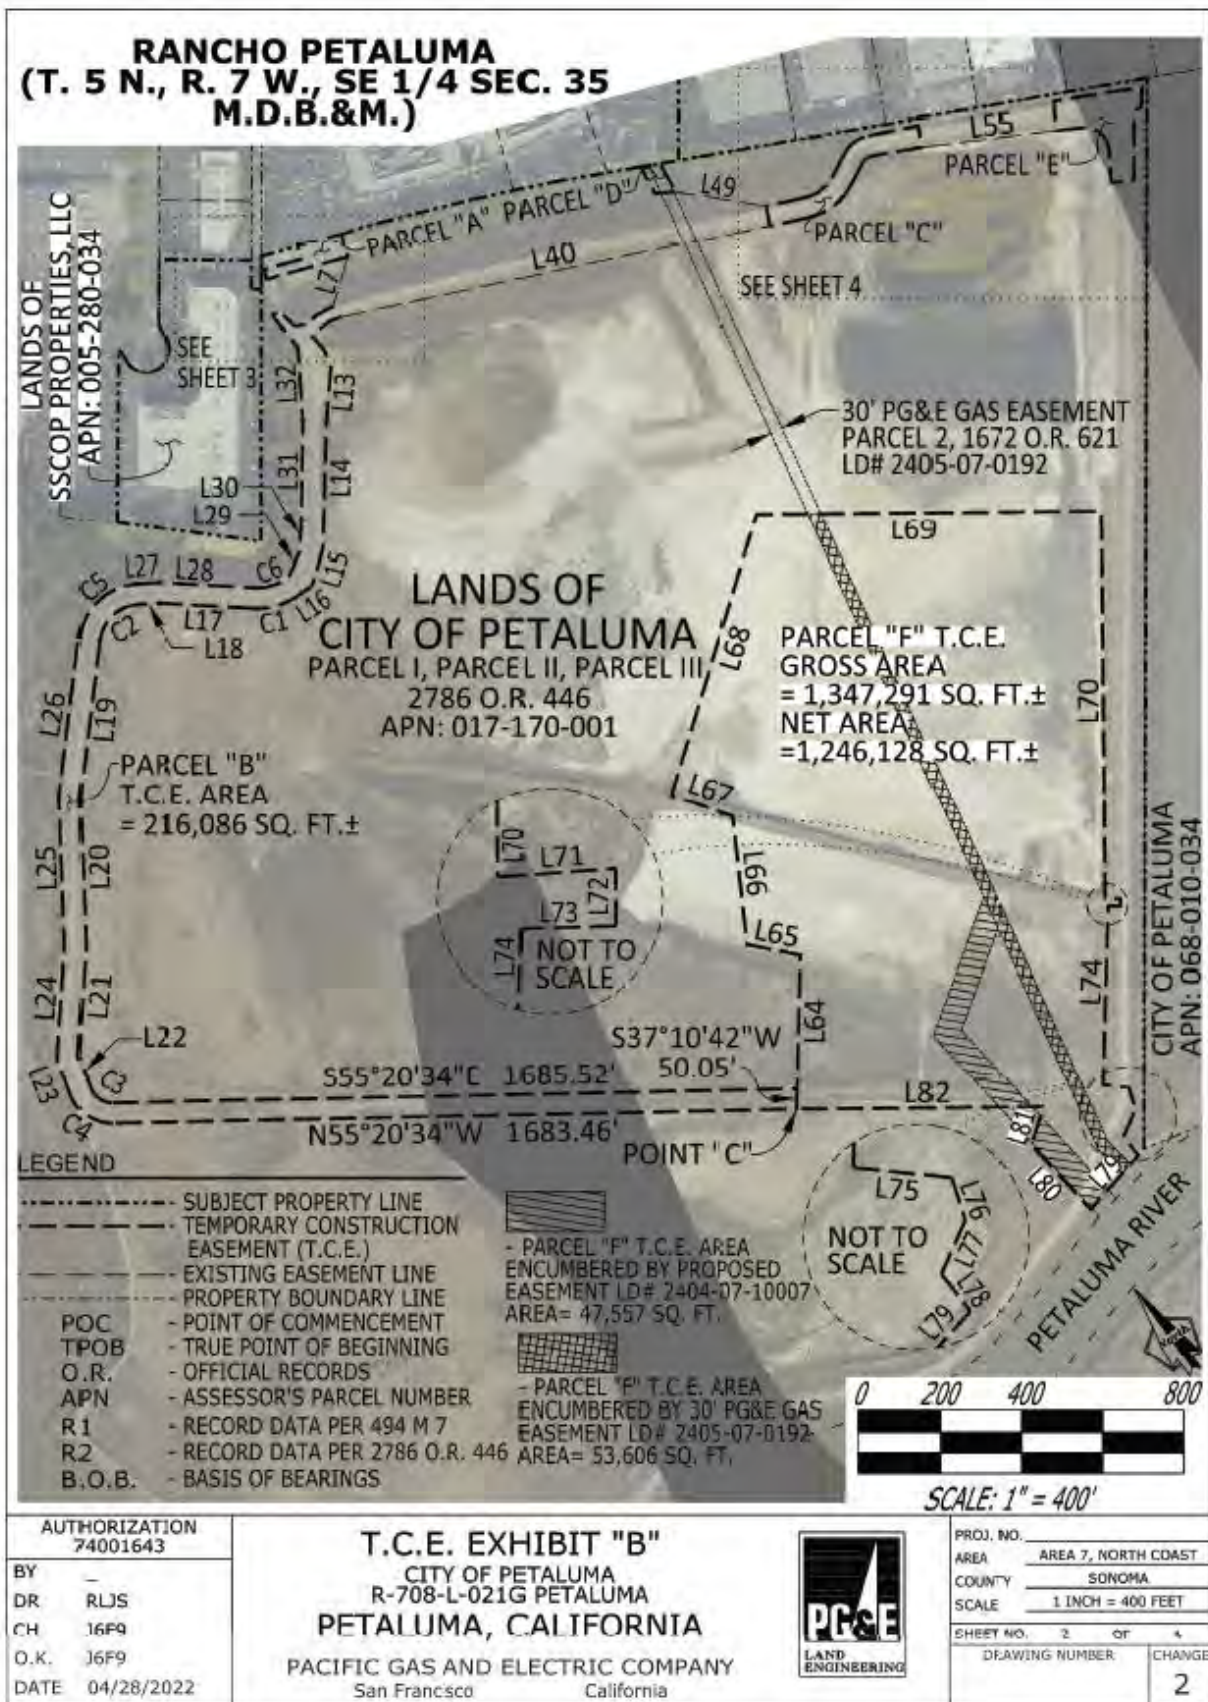 RANCHO PETALUMA
(T. 5 N., R. 7 W., SE 1/4 SEC. 35
M.D.B.&M.)
LANDS OF
SSCOP PROPERTIES, LLC
APN: 005-280-034
SEE
SHEET 3
PARCEL "A"
PARCEL "D"
L49
L55
PARCEL "E"
PARCEL "C"
L7
L40
SEE SHEET 4
L32
L13
L31
L14
L30
L29
L15
L16
30' PG&E GAS EASEMENT
PARCEL 2, 1672 O.R. 621
LD# 2405-07-0192
C5
L27
L28
C6
C2
L17
C1
L18
L69
LANDS OF
CITY OF PETALUMA
PARCEL I, PARCEL II, PARCEL III
2786 O.R. 446
APN: 017-170-001
L68
PARCEL "F" T.C.E.
GROSS AREA
= 1,347,291 SQ. FT.±
NET AREA
=1,246,128 SQ. FT.±
L70
L26
L19
PARCEL "B"
T.C.E. AREA
= 216,086 SQ. FT.±
L67
L25
L20
L70
L71
L72
L73
L74
NOT TO
SCALE
L66
L65
L64
L74
CITY OF PETALUMA
APN: 068-010-034
L24
L21
L22
L23
C3
C4
S37°10'42"W
50.05'
S55°20'34"E 1685.52'
N55°20'34"W 1683.46'
POINT "C"
L82
L81
L80
L79
L75
L76
L77
L78
L79
NOT TO
SCALE
PETALUMA RIVER
LEGEND
- SUBJECT PROPERTY LINE
- TEMPORARY CONSTRUCTION
EASEMENT (T.C.E.)
- EXISTING EASEMENT LINE
- PROPERTY BOUNDARY LINE
POC - POINT OF COMMENCEMENT
TPOB - TRUE POINT OF BEGINNING
O.R. - OFFICIAL RECORDS
APN - ASSESSOR'S PARCEL NUMBER
R1 - RECORD DATA PER 494 M 7
R2 - RECORD DATA PER 2786 O.R. 446
B.O.B. - BASIS OF BEARINGS
- PARCEL "F" T.C.E. AREA
ENCUMBERED BY PROPOSED
EASEMENT LD# 2404-07-10007
AREA= 47,557 SQ. FT.
- PARCEL "F" T.C.E. AREA
ENCUMBERED BY 30' PG&E GAS
EASEMENT LD# 2405-07-0192
AREA= 53,606 SQ. FT.
North
0 200 400 800
SCALE: 1" = 400'
AUTHORIZATION
74001643
BY _
DR RLJS
CH J6F9
O.K. J6F9
DATE 04/28/2022
T.C.E. EXHIBIT "B"
CITY OF PETALUMA
R-708-L-021G PETALUMA
PETALUMA, CALIFORNIA
PACIFIC GAS AND ELECTRIC COMPANY
San Francisco California
PG&E
LAND
ENGINEERING
PROJ. NO.
AREA AREA 7, NORTH COAST
COUNTY SONOMA
SCALE 1 INCH = 400 FEET
SHEET NO. 2 OF 4
DRAWING NUMBER
CHANGE
2